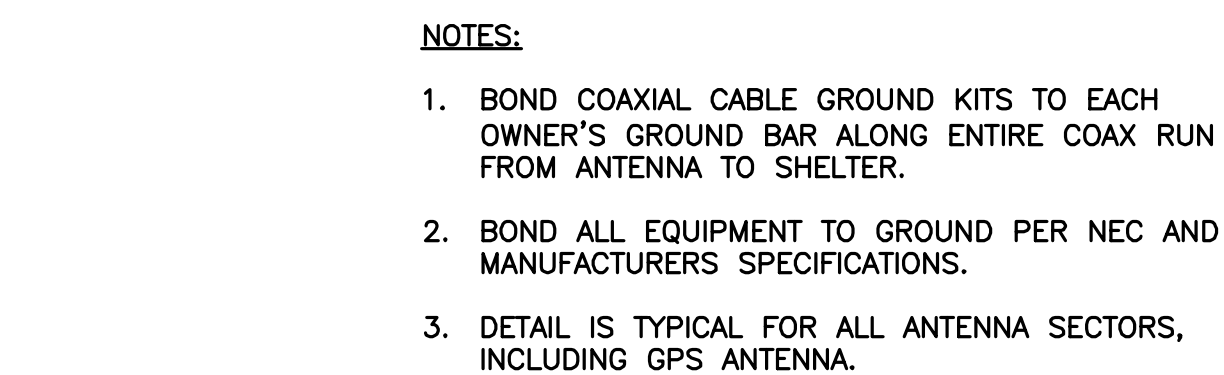 NOTES:
1. BOND COAXIAL CABLE GROUND KITS TO EACH
OWNER'S GROUND BAR ALONG ENTIRE COAX RUN
FROM ANTENNA TO SHELTER.
2. BOND ALL EQUIPMENT TO GROUND PER NEC AND
MANUFACTURERS SPECIFICATIONS.
3. DETAIL IS TYPICAL FOR ALL ANTENNA SECTORS,
INCLUDING GPS ANTENNA.